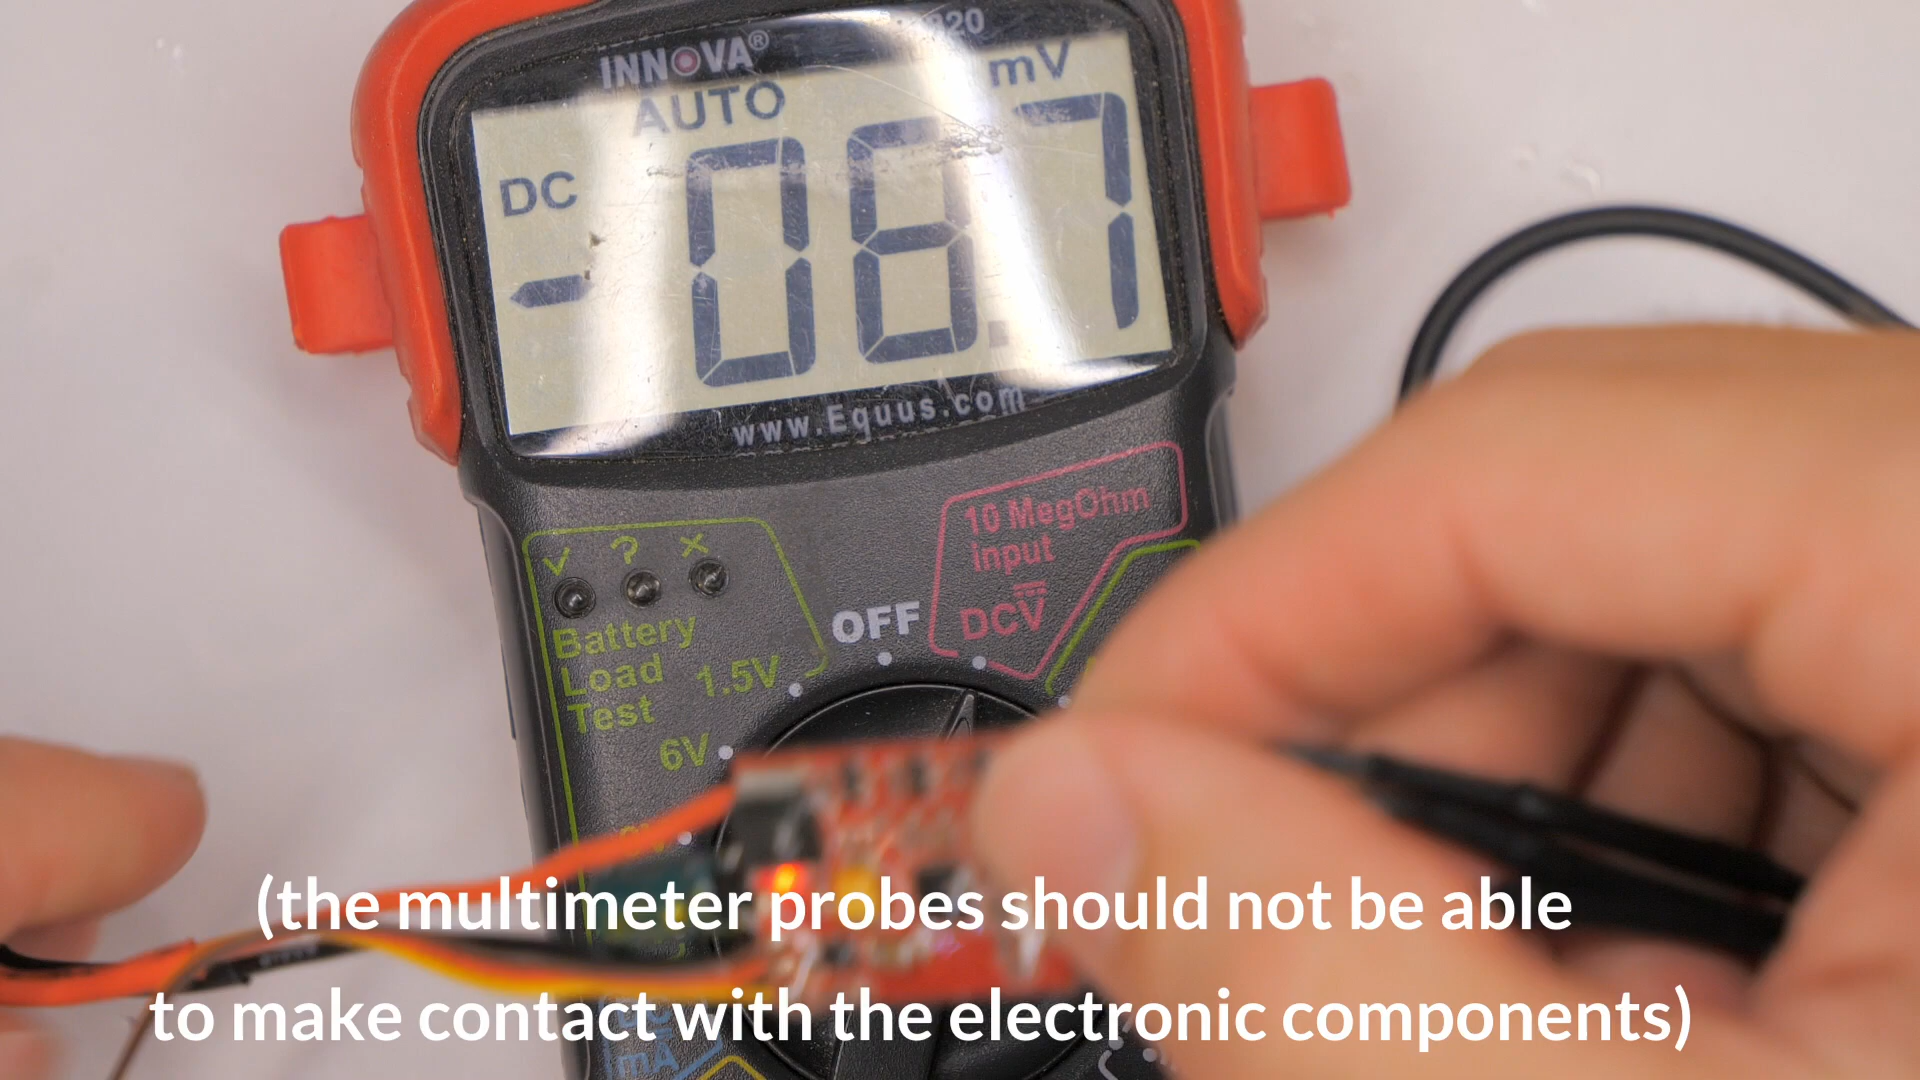 INNOVA®
AUTO
mV
DC
-08.7
www.Equus.com
10 MegOhm
input
DCV
✓ ? ×
OFF
Battery
Load
Test
1.5V
6V
mA
(the multimeter probes should not be able
to make contact with the electronic components)